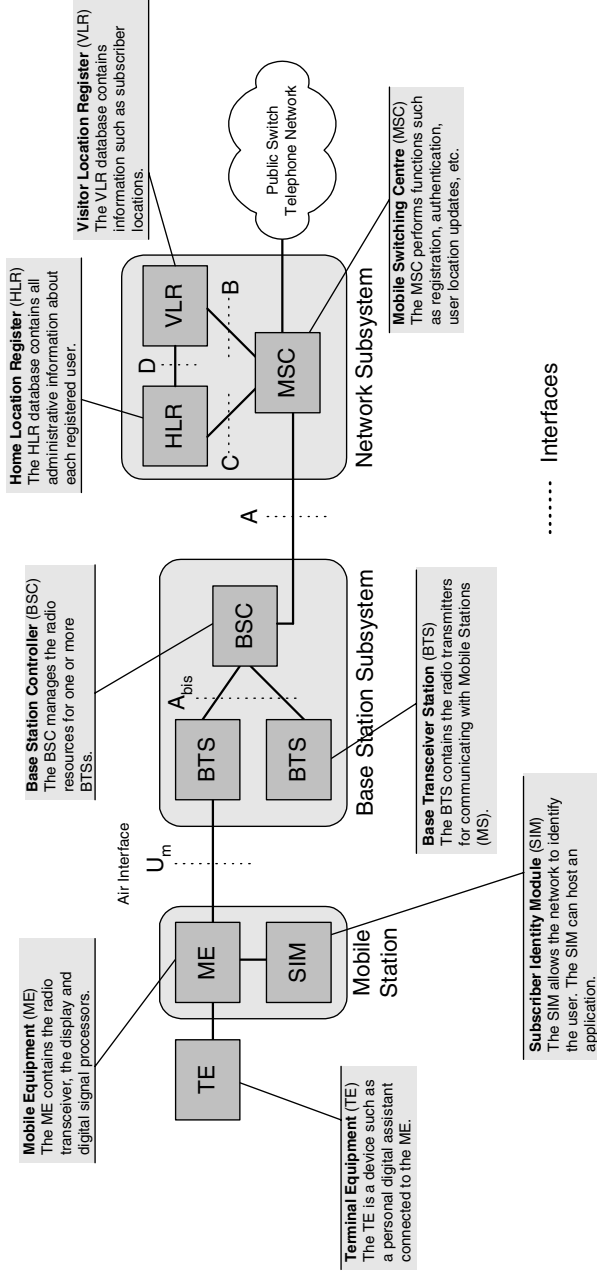 Mobile Equipment (ME)
The ME contains the radio
transceiver, the display and
digital signal processors.
Base Station Controller (BSC)
The BSC manages the radio
resources for one or more
BTSs.
Home Location Register (HLR)
The HLR database contains all
administrative information about
each registered user.
Visitor Location Register (VLR)
The VLR database contains
information such as subscriber
locations.
Air Interface
Um
TE
ME
SIM
Mobile
Station
BTS
BTS
Abis
BSC
Base Station Subsystem
A
HLR
D
VLR
C
B
MSC
Network Subsystem
Public Switch
Telephone Network
Terminal Equipment (TE)
The TE is a device such as
a personal digital assistant
connected to the ME.
Subscriber Identity Module (SIM)
The SIM allows the network to identify
the user. The SIM can host an
application.
Base Transceiver Station (BTS)
The BTS contains the radio transmitters
for communicating with Mobile Stations
(MS).
Mobile Switching Centre (MSC)
The MSC performs functions such
as registration, authentication,
user location updates, etc.
Interfaces